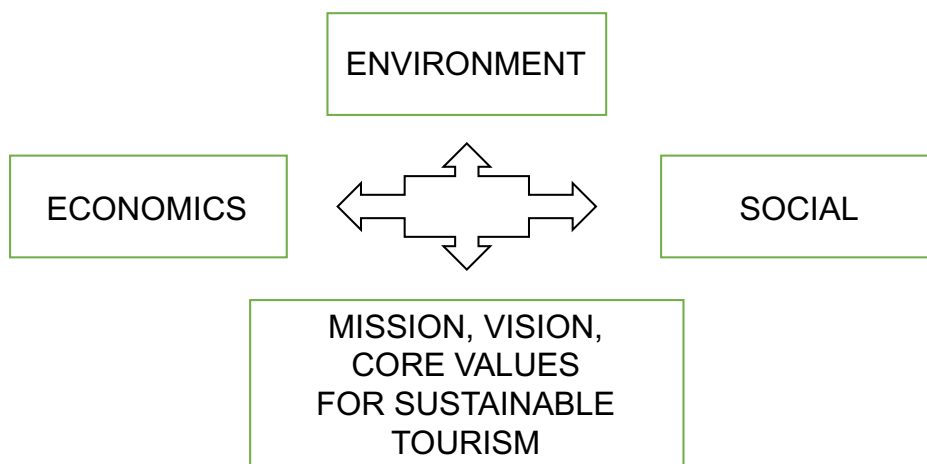 ENVIRONMENT
ECONOMICS
SOCIAL
MISSION, VISION,
CORE VALUES
FOR SUSTAINABLE
TOURISM